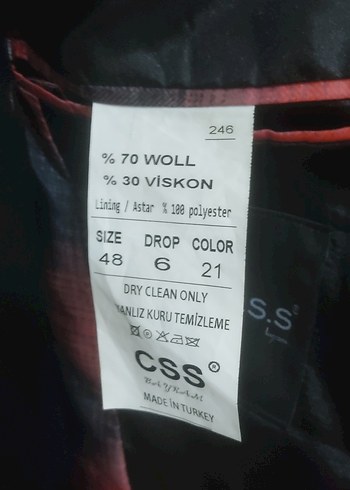 246
% 70 WOLL
% 30 VİSKON
Lining / Astar % 100 polyester
SIZE DROP COLOR
48 6 21
DRY CLEAN ONLY
YANLIZ KURU TEMİZLEME
CSS®
MADE IN TURKEY
S.S®